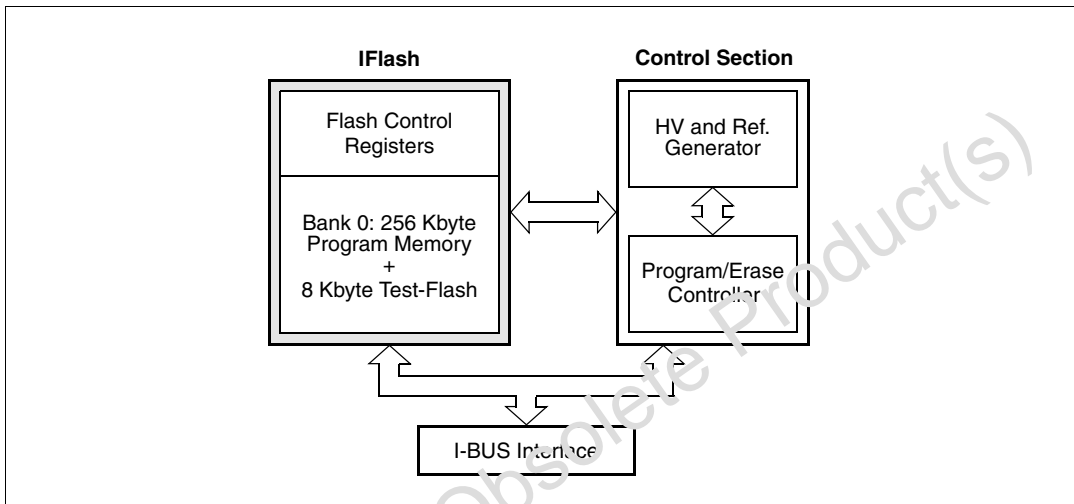 IFlash
Flash Control
Registers
Bank 0: 256 Kbyte
Program Memory
+
8 Kbyte Test-Flash
Control Section
HV and Ref.
Generator
Program/Erase
Controller
I-BUS Interface
Obsolete Product(s)